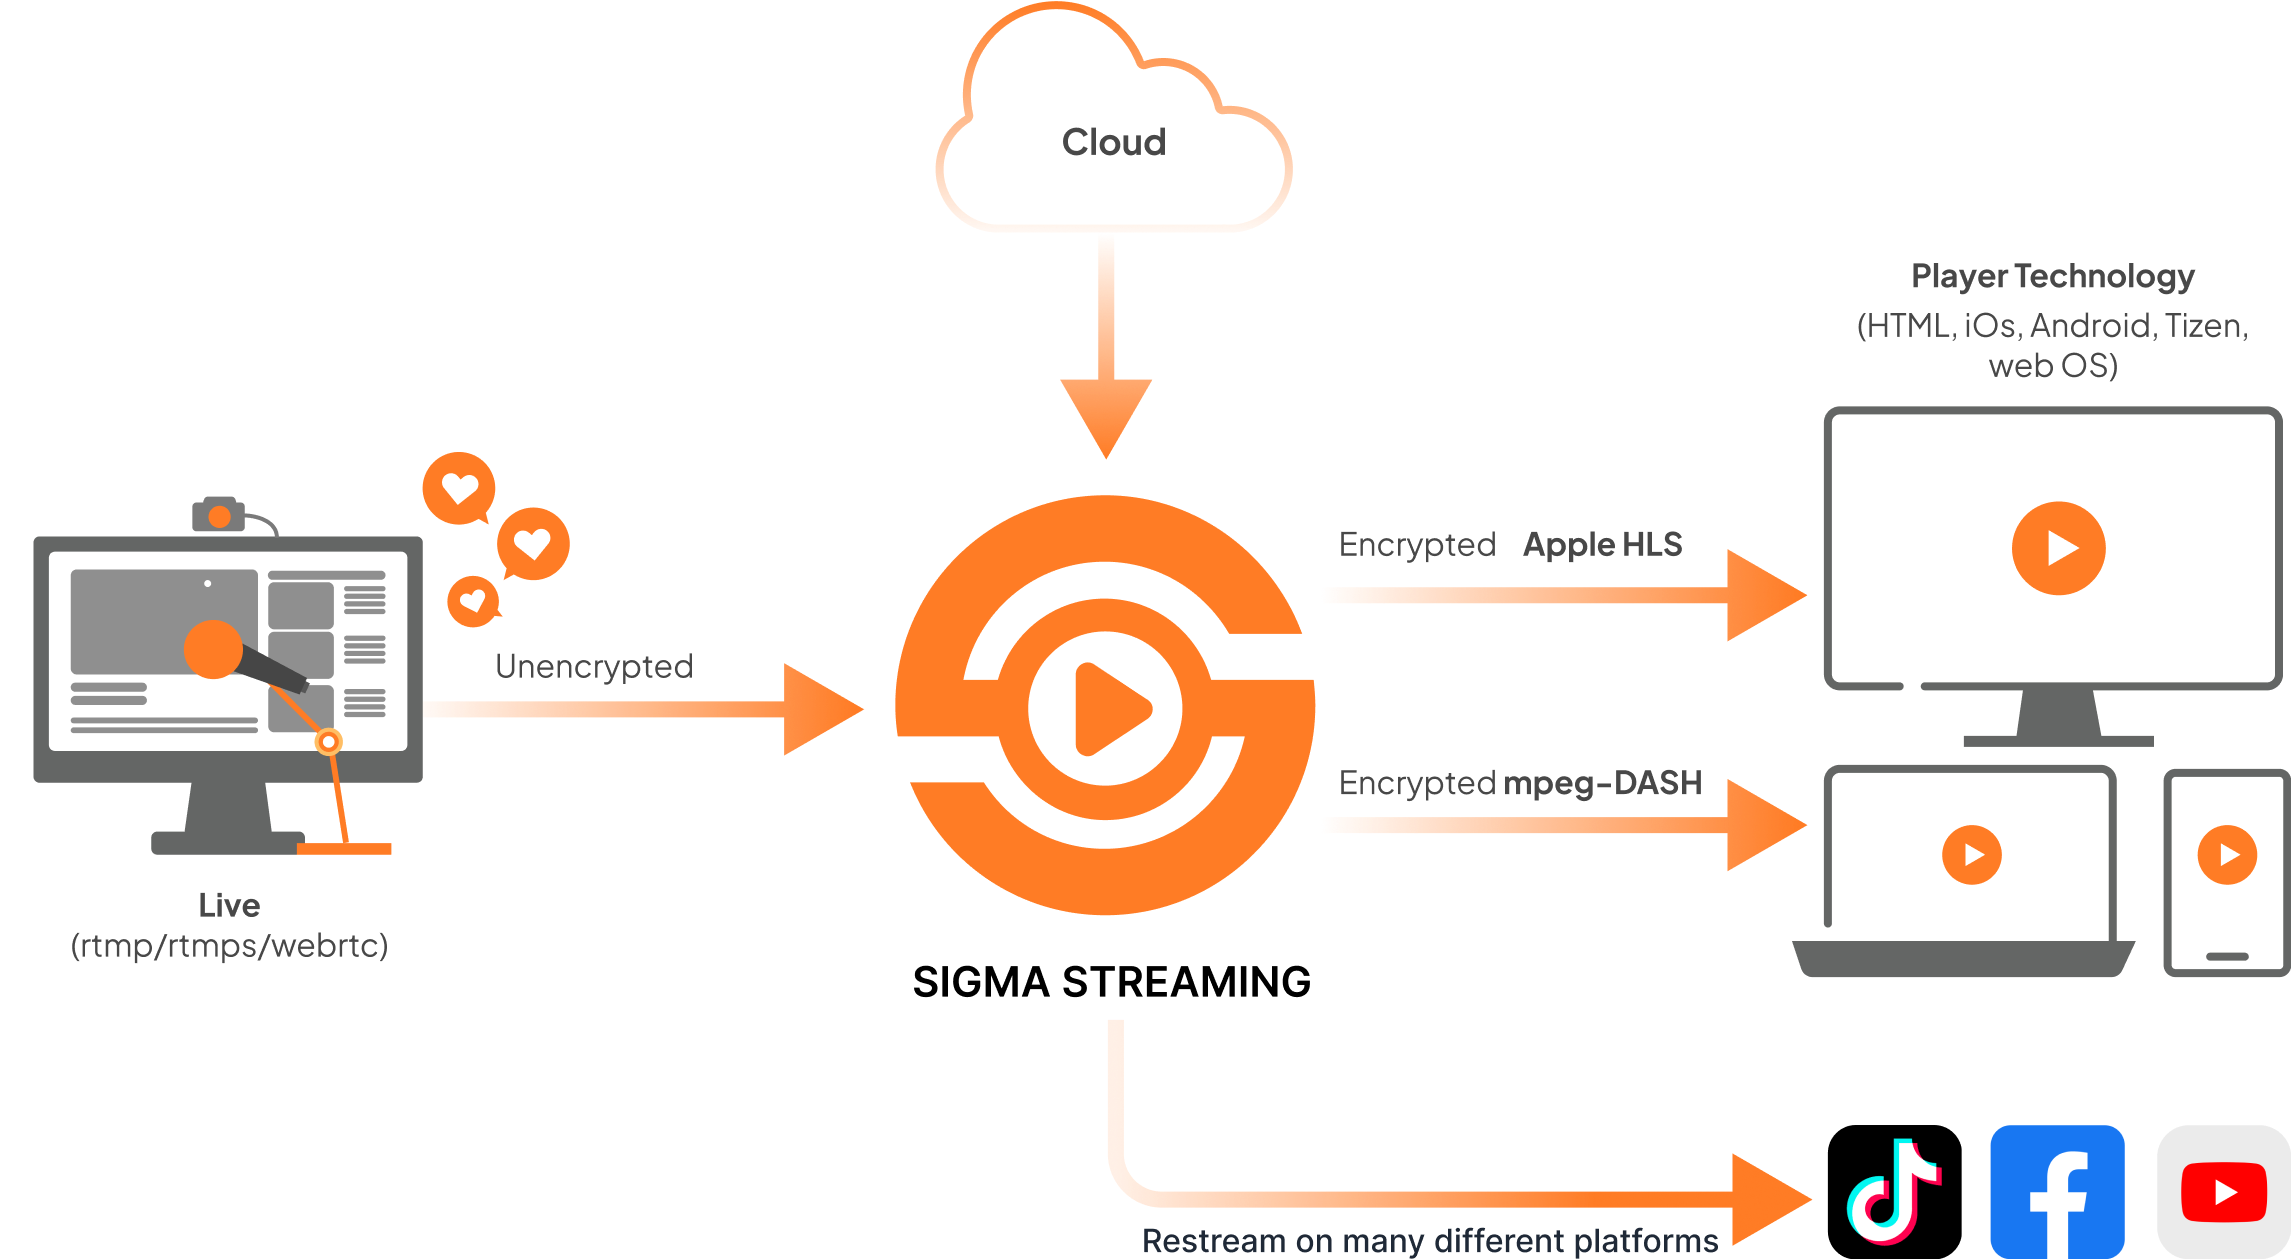 Cloud
Player Technology
(HTML, iOs, Android, Tizen,
web OS)
Encrypted Apple HLS
Unencrypted
Encrypted mpeg-DASH
Live
(rtmp/rtmps/webrtc)
SIGMA STREAMING
Restream on many different platforms